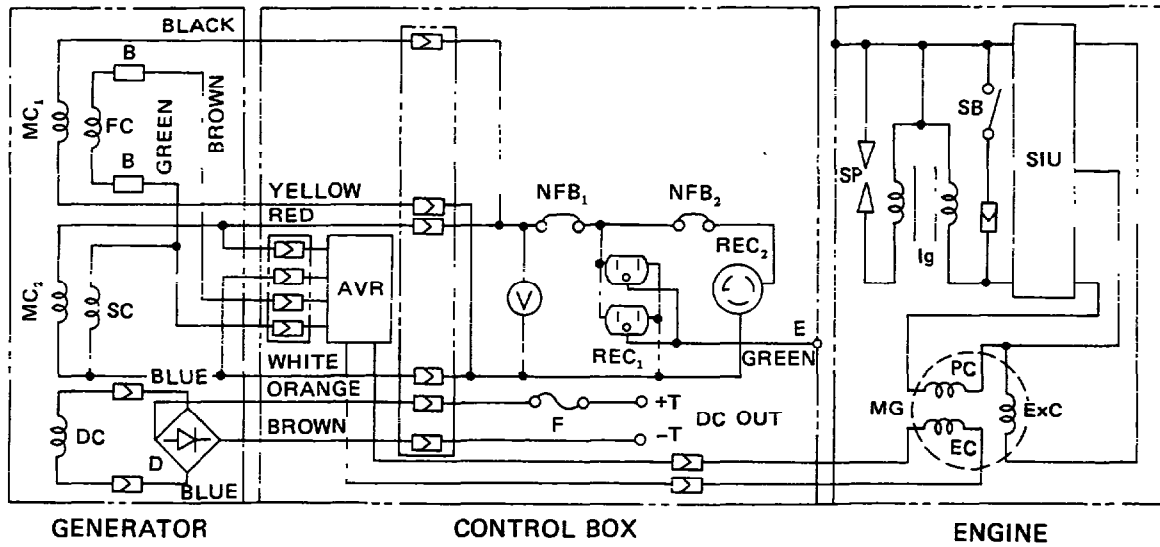 BLACK
B
MC₁
FC
GREEN
BROWN
B
YELLOW
RED
NFB₁
NFB₂
SP
SB
SIU
Ig
MC₂
SC
AVR
V
REC₂
REC₁
E
GREEN
WHITE
BLUE
ORANGE
+T
F
DC OUT
BROWN
-T
DC
D
BLUE
MG
PC
EC
ExC
GENERATOR
CONTROL BOX
ENGINE